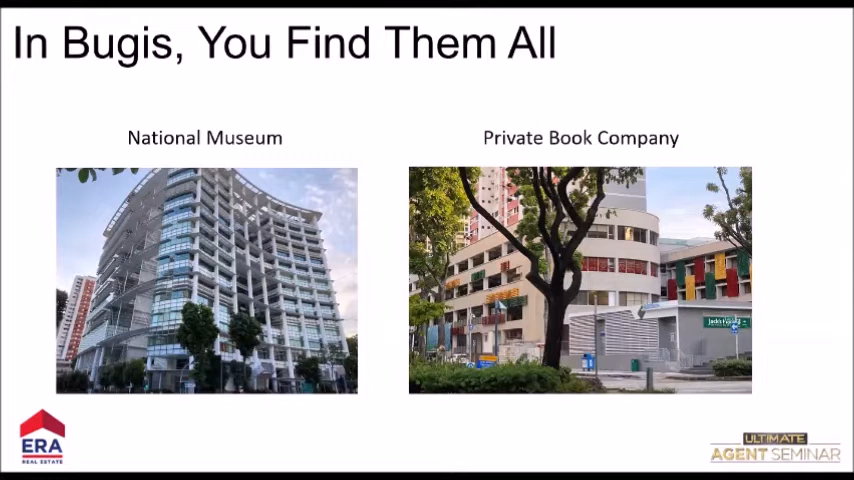 In Bugis, You Find Them All
National Museum
Private Book Company
ERA
REAL ESTATE
ULTIMATE
AGENT SEMINAR